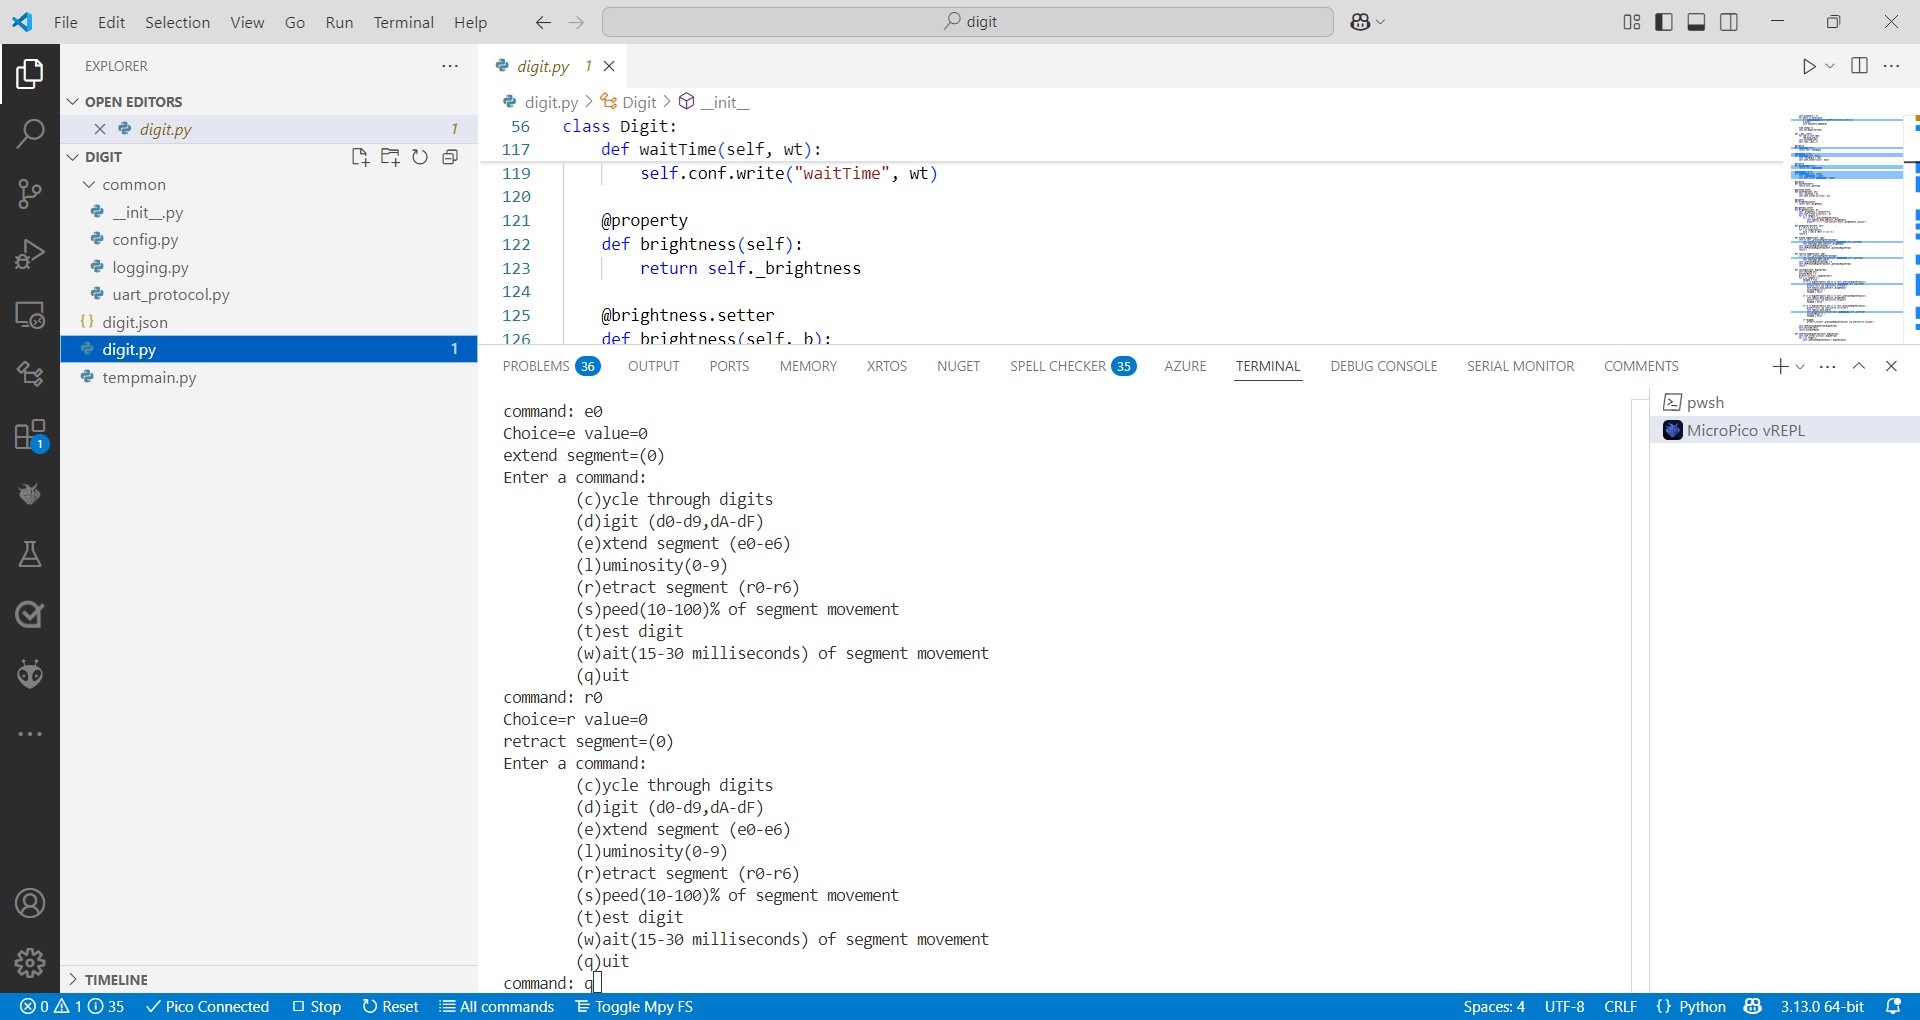 File Edit Selection View Go Run Terminal Help
digit
EXPLORER
OPEN EDITORS
digit.py 1
DIGIT
common
__init__.py
config.py
logging.py
uart_protocol.py
{} digit.json
digit.py 1
tempmain.py
TIMELINE
1
digit.py 1
digit.py > Digit > __init__
56 class Digit:
117 def waitTime(self, wt):
119 self.conf.write("waitTime", wt)
120
121 @property
122 def brightness(self):
123 return self._brightness
124
125 @brightness.setter
126 def brightness(self, b):
PROBLEMS 36 OUTPUT PORTS MEMORY XRTOS NUGET SPELL CHECKER 35 AZURE TERMINAL DEBUG CONSOLE SERIAL MONITOR COMMENTS
pwsh
MicroPico vREPL
command: e0
Choice=e value=0
extend segment=(0)
Enter a command:
(c)ycle through digits
(d)igit (d0-d9,dA-dF)
(e)xtend segment (e0-e6)
(l)uminosity(0-9)
(r)etract segment (r0-r6)
(s)peed(10-100)% of segment movement
(t)est digit
(w)ait(15-30 milliseconds) of segment movement
(q)uit
command: r0
Choice=r value=0
retract segment=(0)
Enter a command:
(c)ycle through digits
(d)igit (d0-d9,dA-dF)
(e)xtend segment (e0-e6)
(l)uminosity(0-9)
(r)etract segment (r0-r6)
(s)peed(10-100)% of segment movement
(t)est digit
(w)ait(15-30 milliseconds) of segment movement
(q)uit
command: q
0 1 35 Pico Connected Stop Reset All commands Toggle Mpy FS Spaces: 4 UTF-8 CRLF {} Python 3.13.0 64-bit